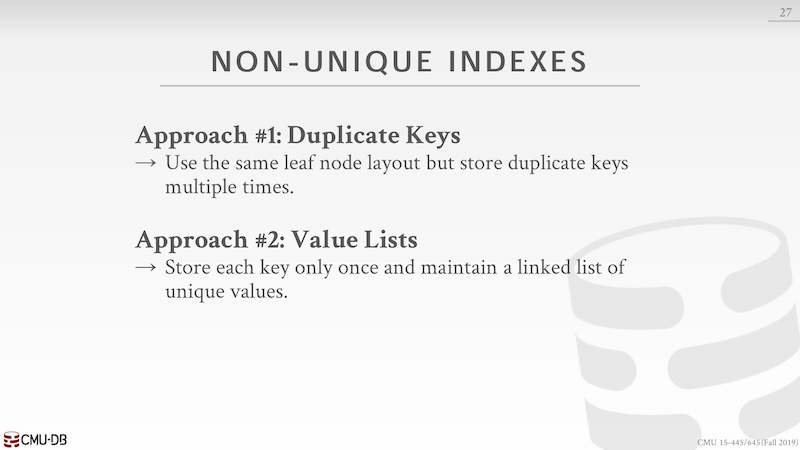 27
NON-UNIQUE INDEXES
Approach #1: Duplicate Keys
→ Use the same leaf node layout but store duplicate keys
multiple times.
Approach #2: Value Lists
→ Store each key only once and maintain a linked list of
unique values.
CMU·DB
CMU 15-445/645 (Fall 2019)